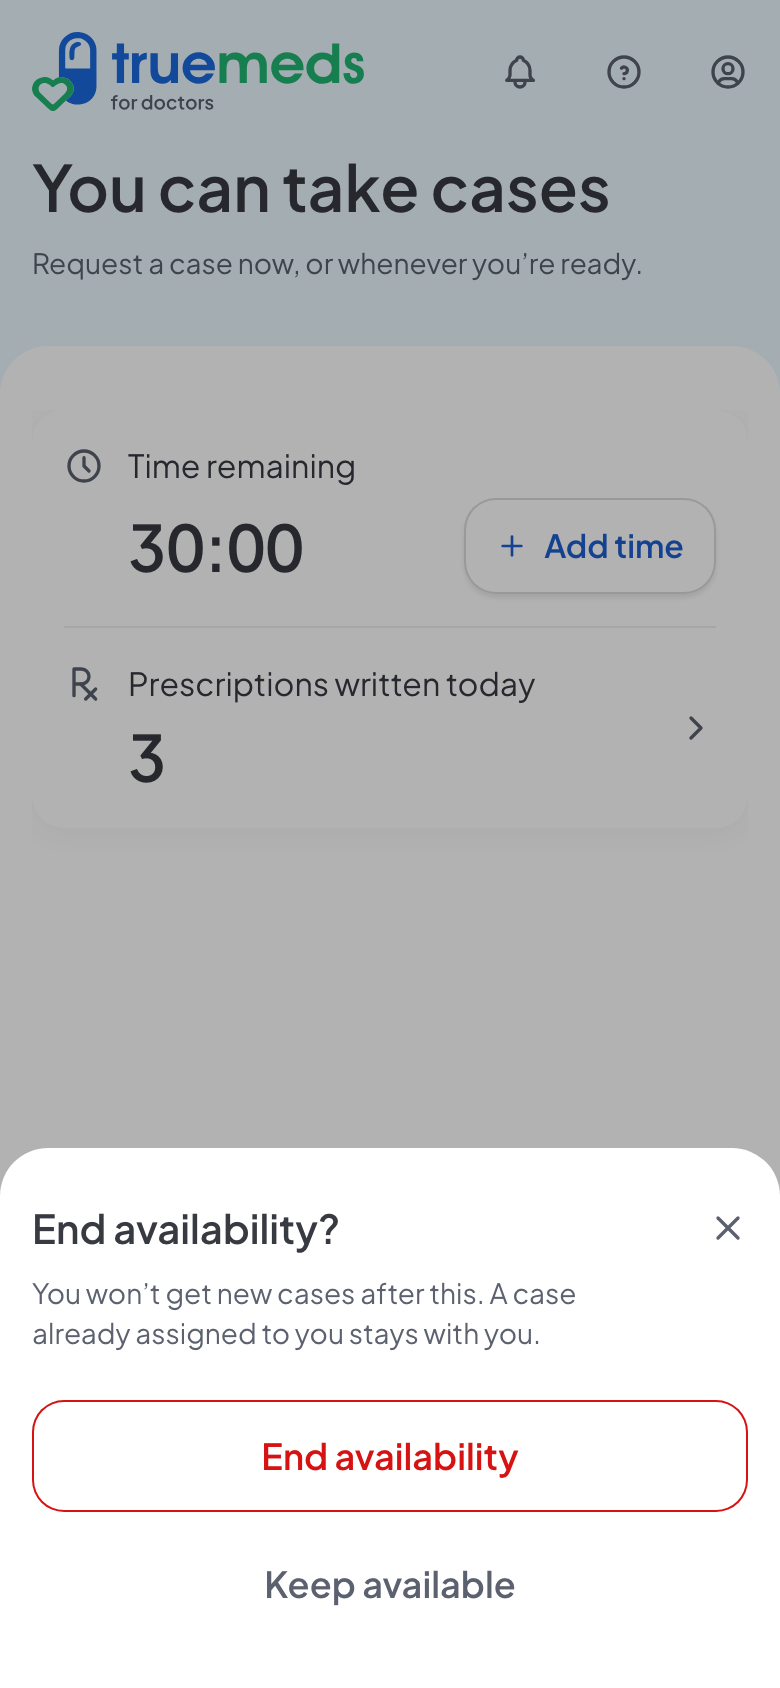 truemeds
for doctors
You can take cases
Request a case now, or whenever you’re ready.
Time remaining
30:00
+ Add time
Rx Prescriptions written today
3
End availability?
You won’t get new cases after this. A case
already assigned to you stays with you.
End availability
Keep available